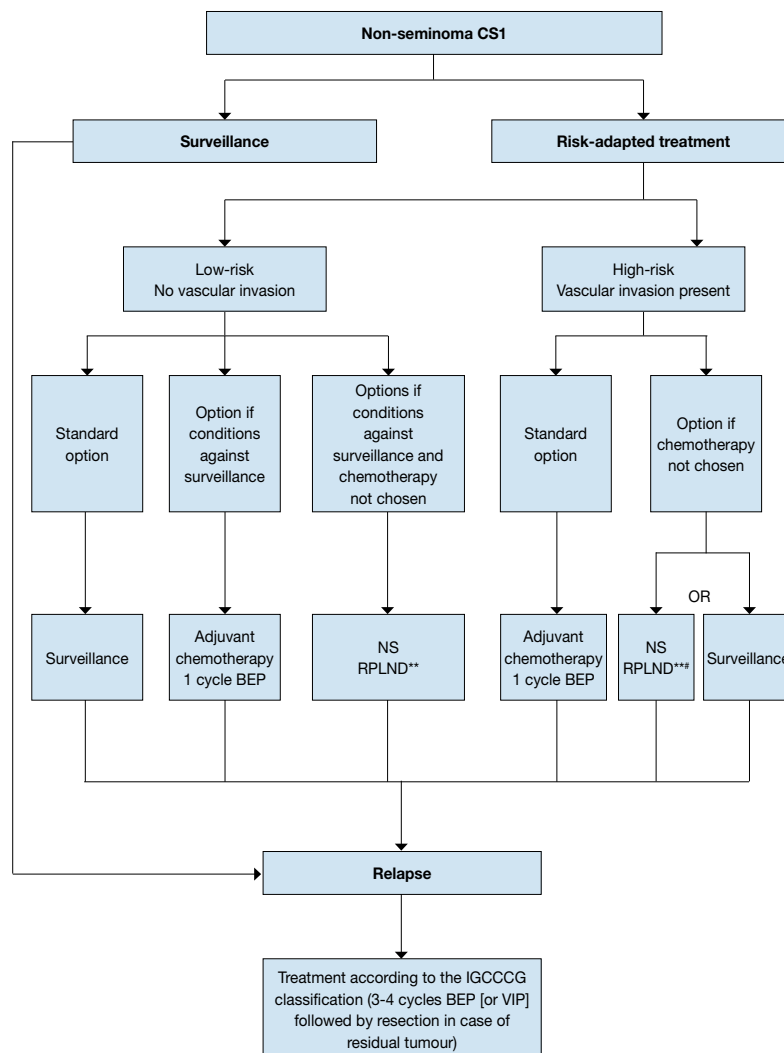 Non-seminoma CS1
Surveillance
Risk-adapted treatment
Low-risk
No vascular invasion
High-risk
Vascular invasion present
Standard
option
Option if
conditions
against
surveillance
Options if
conditions
against
surveillance and
chemotherapy
not chosen
Standard
option
Option if
chemotherapy
not chosen
OR
Surveillance
Adjuvant
chemotherapy
1 cycle BEP
NS
RPLND**
Adjuvant
chemotherapy
1 cycle BEP
NS
RPLND**#
Surveillance
Relapse
Treatment according to the IGCCCG
classification (3-4 cycles BEP [or VIP]
followed by resection in case of
residual tumour)